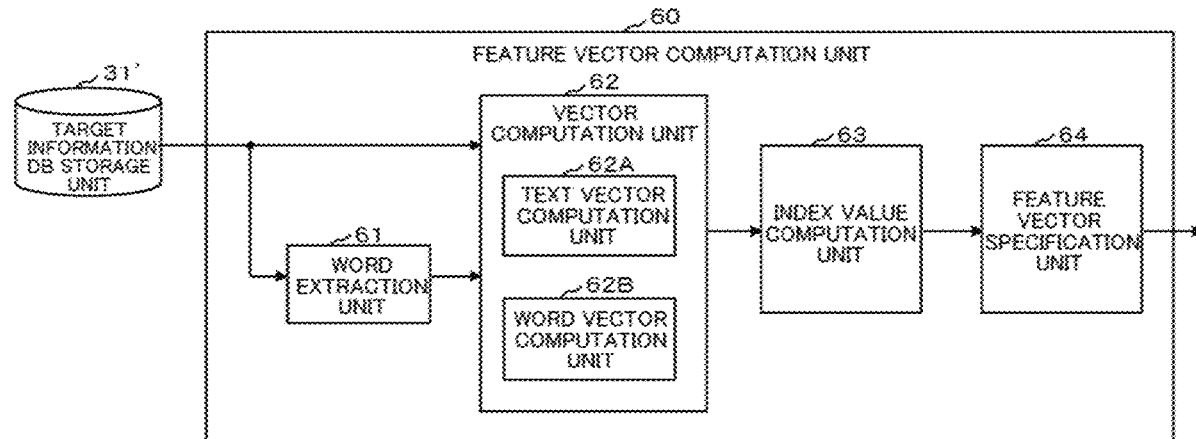 60
FEATURE VECTOR COMPUTATION UNIT
31'
TARGET
INFORMATION
DB STORAGE
UNIT
62
VECTOR
COMPUTATION UNIT
62A
TEXT VECTOR
COMPUTATION
UNIT
61
WORD
EXTRACTION
UNIT
62B
WORD VECTOR
COMPUTATION
UNIT
63
INDEX VALUE
COMPUTATION
UNIT
64
FEATURE
VECTOR
SPECIFICATION
UNIT